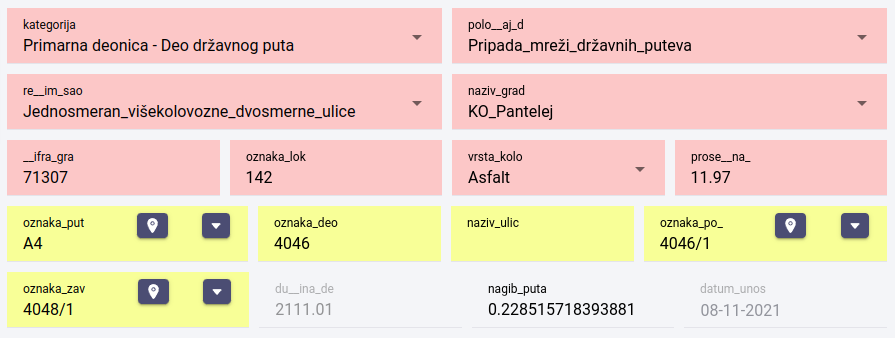 kategorija
polo__aj_d
Primarna deonica - Deo državnog puta
Pripada_mreži_državnih_puteva
re__im_sao
naziv_grad
Jednosmeran_višekolovozne_dvosmerne_ulice
KO_Pantelej
__ifra_gra
oznaka_lok
vrsta_kolo
prose__na_
71307
142
Asfalt
11.97
oznaka_put
oznaka_deo
naziv_ulic
oznaka_po_
A4
4046
4046/1
oznaka_zav
du__ina_de
nagib_puta
datum_unos
4048/1
2111.01
0.228515718393881
08-11-2021